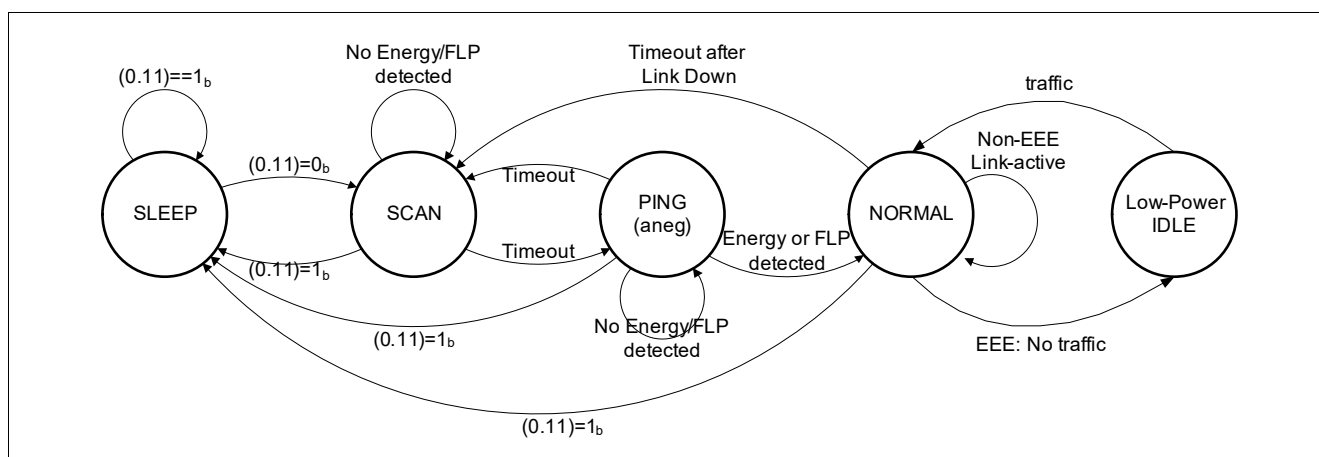 No Energy/FLP
detected
Timeout after
Link Down
(0.11)==1b
traffic
Non-EEE
Link-active
(0.11)=0b
Timeout
SLEEP
SCAN
PING
(aneg)
NORMAL
Low-Power
IDLE
Energy or FLP
detected
Timeout
(0.11)=1b
No Energy/FLP
detected
(0.11)=1b
EEE: No traffic
(0.11)=1b